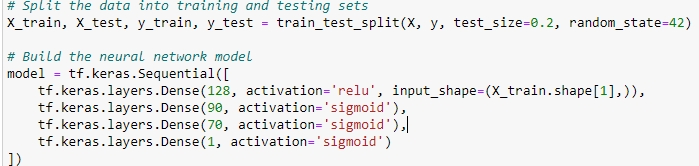 # Split the data into training and testing sets
X_train, X_test, y_train, y_test = train_test_split(X, y, test_size=0.2, random_state=42)
# Build the neural network model
model = tf.keras.Sequential([
    tf.keras.layers.Dense(128, activation='relu', input_shape=(X_train.shape[1],)),
    tf.keras.layers.Dense(90, activation='sigmoid'),
    tf.keras.layers.Dense(70, activation='sigmoid'),
    tf.keras.layers.Dense(1, activation='sigmoid')
])